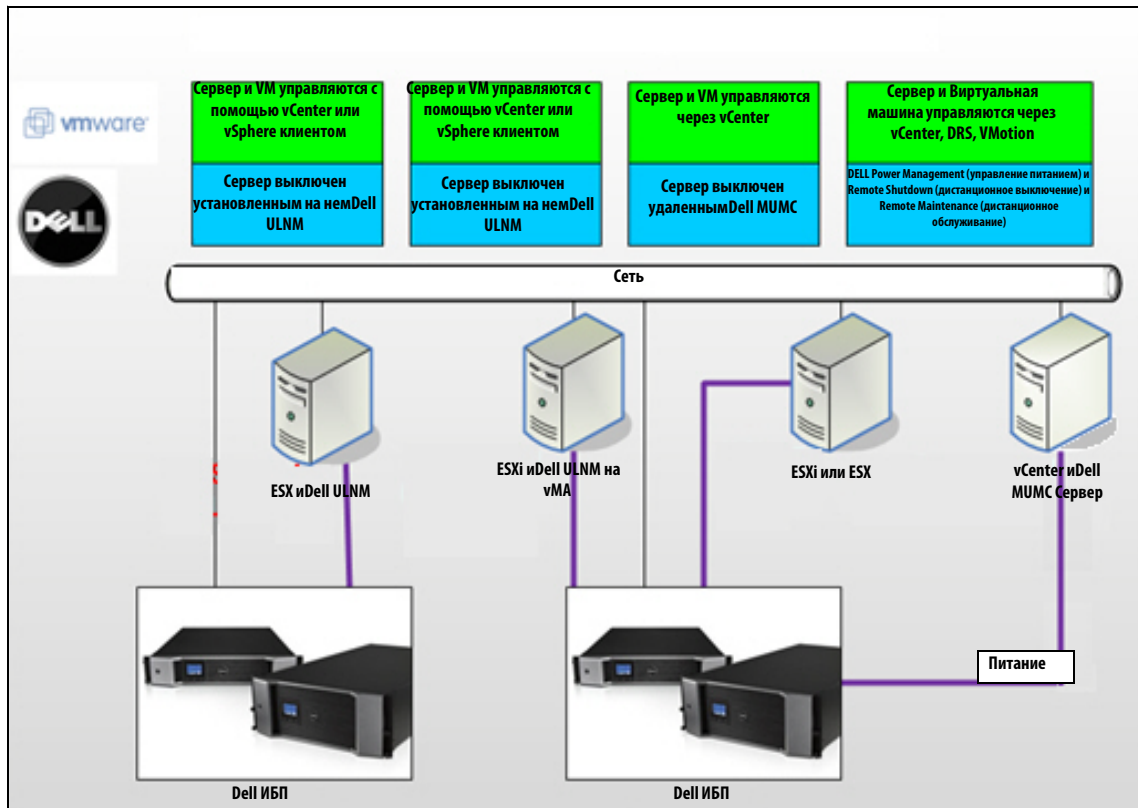 vmware
DELL
Сервер и VM управляются с
помощью vCenter или
vSphere клиентом
Сервер выключен
установленным на немDell
ULNM
Сервер и VM управляются с
помощью vCenter или
vSphere клиентом
Сервер выключен
установленным на немDell
ULNM
Сервер и VM управляются
через vCenter
Сервер выключен
удаленнымDell MUMC
Сервер и Виртуальная
машина управляются через
vCenter, DRS, VMotion
DELL Power Management (управление питанием) и
Remote Shutdown (дистанционное выключение) и
Remote Maintenance (дистанционное
обслуживание)
Сеть
ESX иDell ULNM
ESXi иDell ULNM на
vMA
ESXi или ESX
vCenter иDell
MUMC Сервер
Питание
Dell ИБП
Dell ИБП